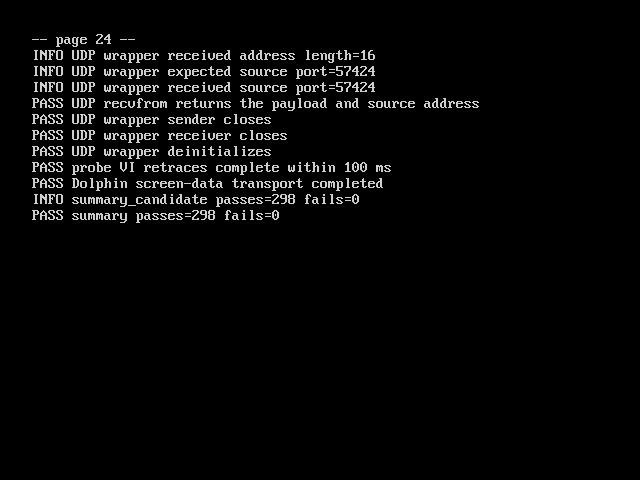 -- page 24 --
INFO UDP wrapper received address length=16
INFO UDP wrapper expected source port=57424
INFO UDP wrapper received source port=57424
PASS UDP recvfrom returns the payload and source address
PASS UDP wrapper sender closes
PASS UDP wrapper receiver closes
PASS UDP wrapper deinitializes
PASS probe VI retraces complete within 100 ms
PASS Dolphin screen-data transport completed
INFO summary_candidate passes=298 fails=0
PASS summary passes=298 fails=0